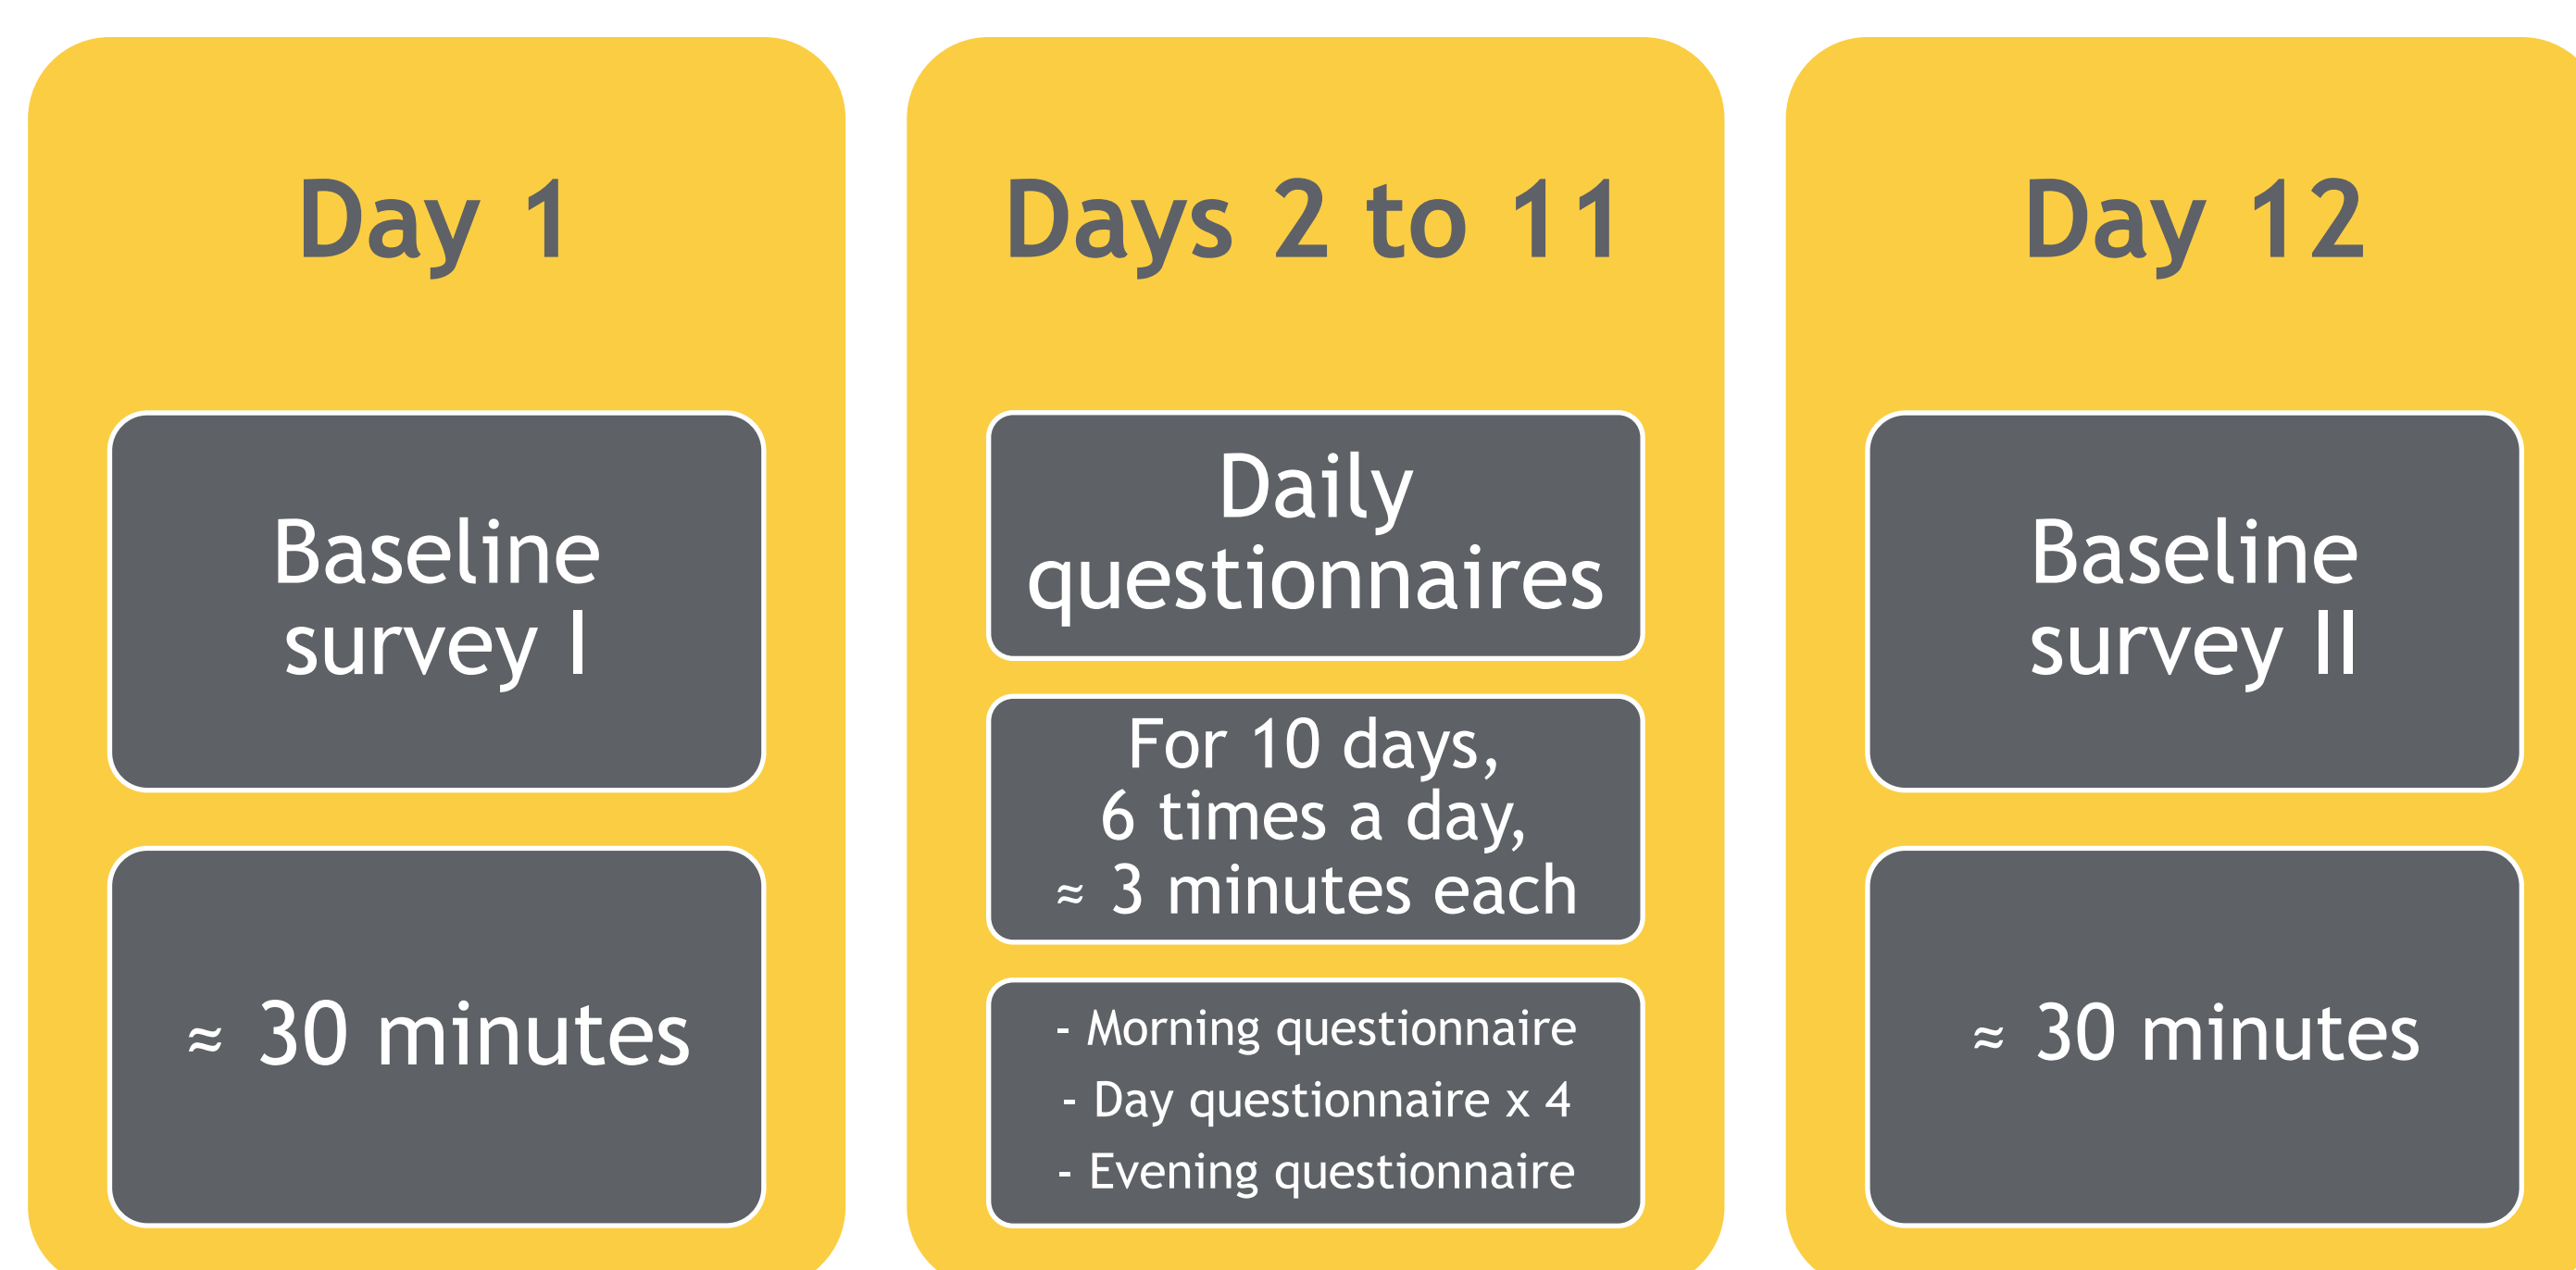 Day 1
Baseline
survey I
≈ 30 minutes
Days 2 to 11
Daily
questionnaires
For 10 days,
6 times a day,
≈ 3 minutes each
- Morning questionnaire
- Day questionnaire x 4
- Evening questionnaire
Day 12
Baseline
survey II
≈ 30 minutes